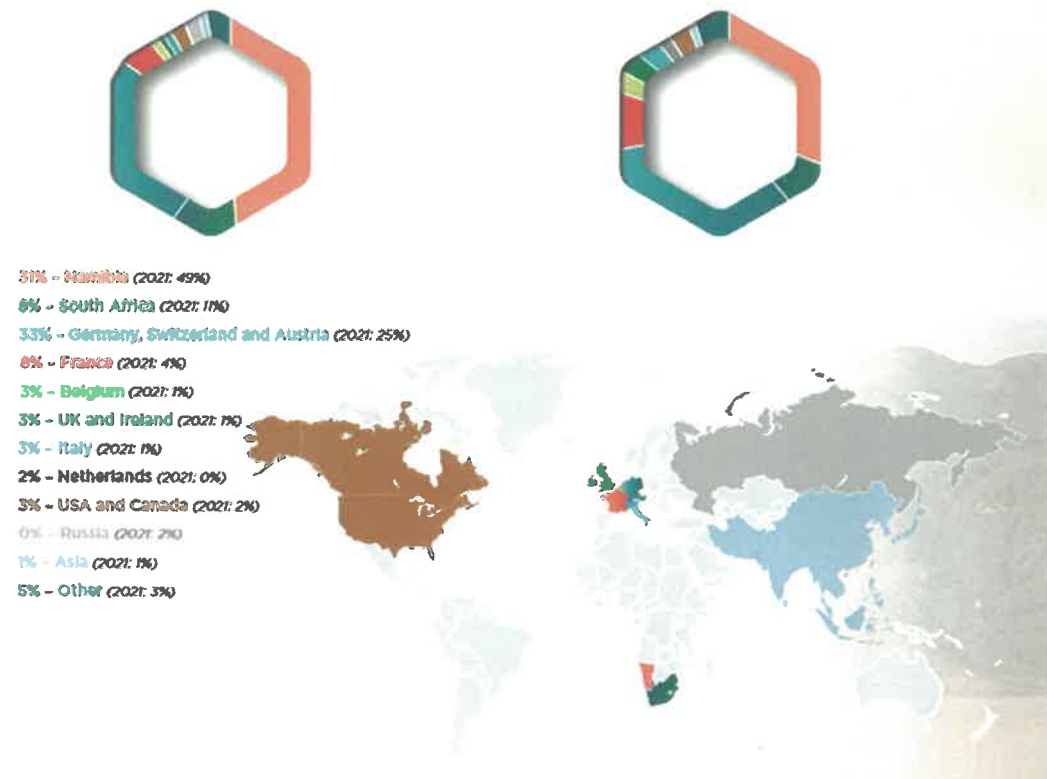 31% - Namibia (2021: 49%)
8% - South Africa (2021: 11%)
33% - Germany, Switzerland and Austria (2021: 25%)
8% - France (2021: 4%)
3% - Belgium (2021: 1%)
3% - UK and Ireland (2021: 1%)
3% - Italy (2021: 1%)
2% - Netherlands (2021: 0%)
3% - USA and Canada (2021: 2%)
0% - Russia (2021: 2%)
1% - Asia (2021: 1%)
5% - Other (2021: 3%)